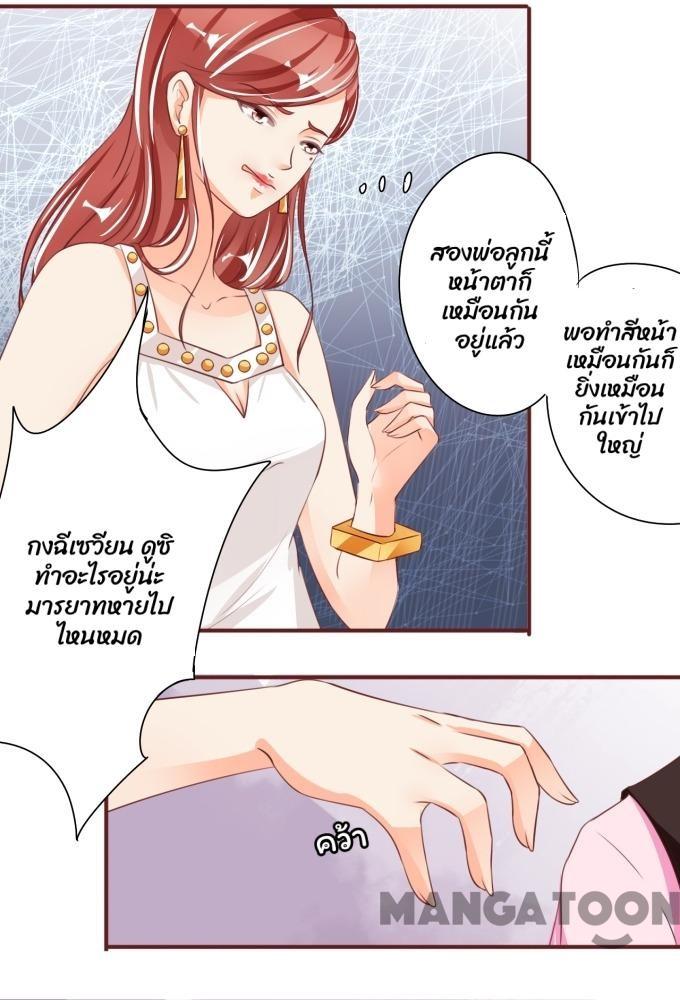 ...
สองพ่อลูกนี้
หน้าตาก็
เหมือนกัน
อยู่แล้ว
พอทำสีหน้า
เหมือนกันก็
ยิ่งเหมือน
กันเข้าไป
ใหญ่
กงฉีเซวียน ดูซิ
ทำอะไรอยู่น่ะ
มารยาทหายไป
ไหนหมด
คว้า
MANGATOON